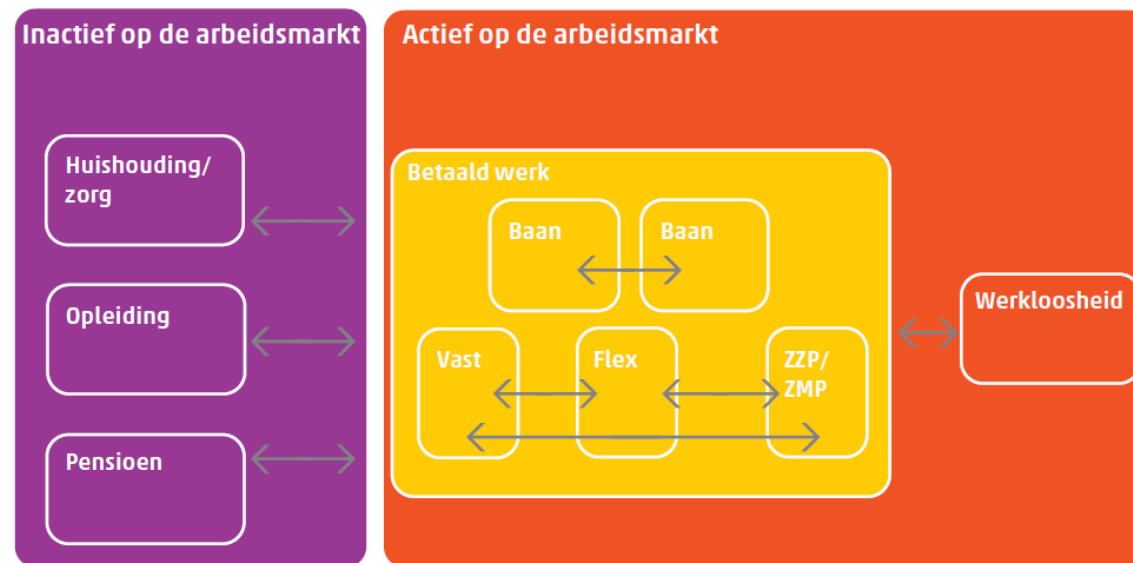 Inactief op de arbeidsmarkt
Huishouding/
zorg
Opleiding
Pensioen
Actief op de arbeidsmarkt
Betaald werk
Baan
Baan
Vast
Flex
ZZP/
ZMP
Werkloosheid